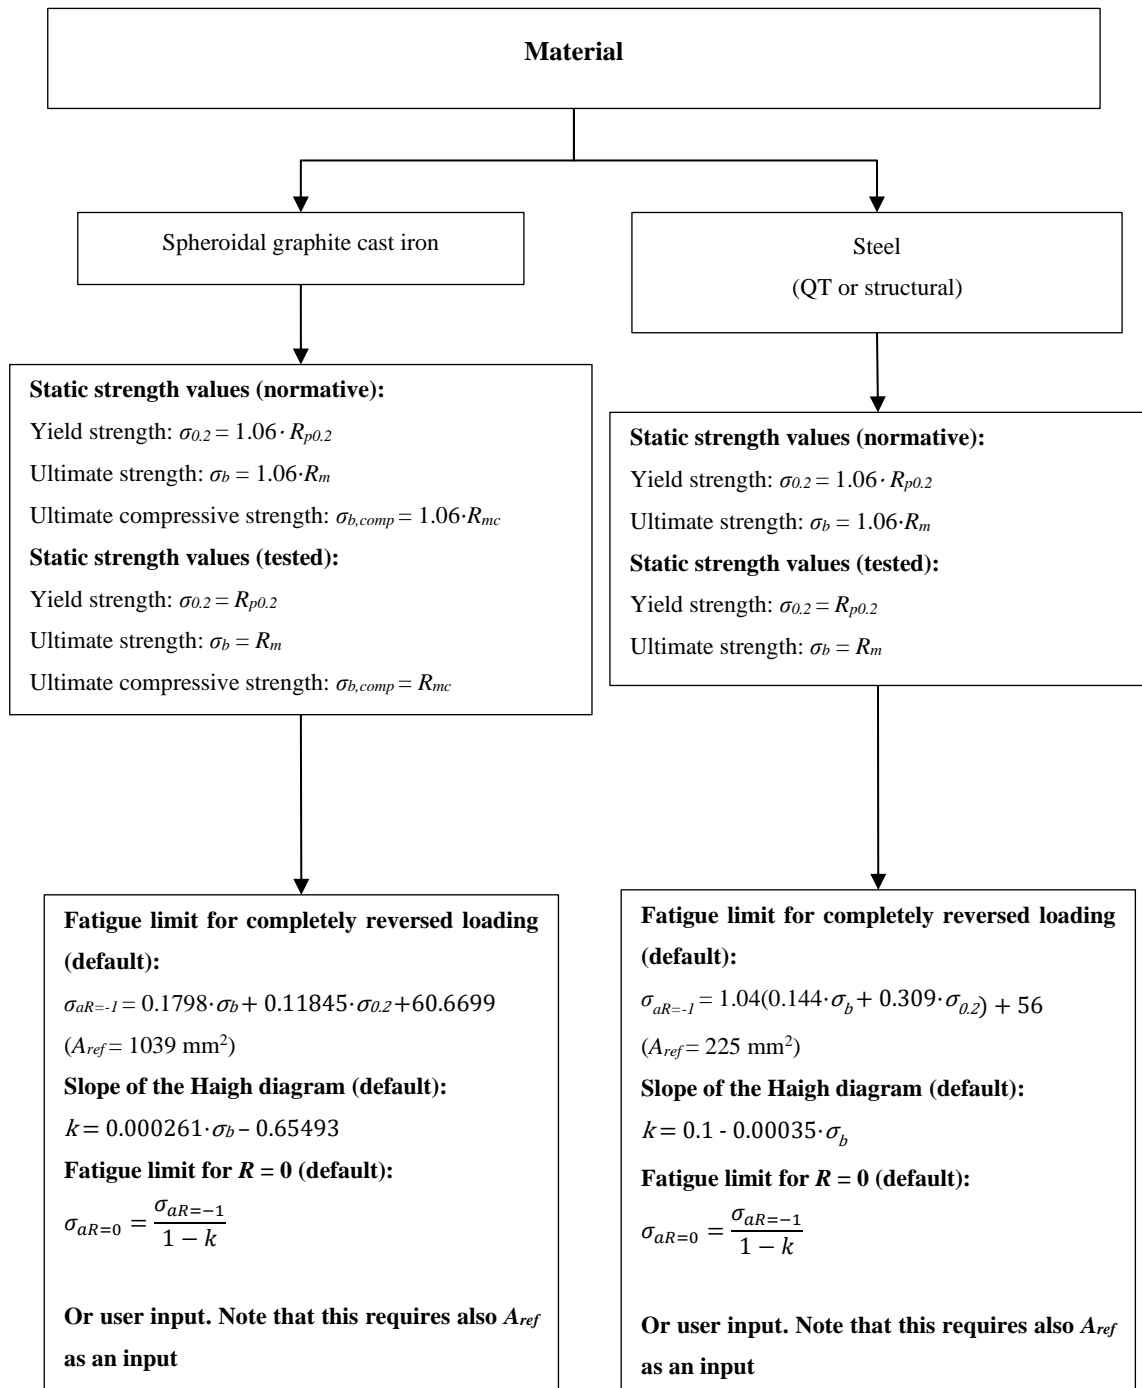 Material
Spheroidal graphite cast iron
Static strength values (normative):
Yield strength: σ0.2 = 1.06· Rp0.2
Ultimate strength: σb = 1.06·Rm
Ultimate compressive strength: σb,comp = 1.06·Rmc
Static strength values (tested):
Yield strength: σ0.2 = Rp0.2
Ultimate strength: σb = Rm
Ultimate compressive strength: σb,comp = Rmc
Fatigue limit for completely reversed loading
(default):
σaR=-1 = 0.1798·σb + 0.11845·σ0.2 +60.6699
(Aref = 1039 mm²)
Slope of the Haigh diagram (default):
k = 0.000261·σb – 0.65493
Fatigue limit for R = 0 (default):
σaR=0 = σaR=−1 / (1 − k)
Or user input. Note that this requires also Aref
as an input
Steel
(QT or structural)
Static strength values (normative):
Yield strength: σ0.2 = 1.06· Rp0.2
Ultimate strength: σb = 1.06·Rm
Static strength values (tested):
Yield strength: σ0.2 = Rp0.2
Ultimate strength: σb = Rm
Fatigue limit for completely reversed loading
(default):
σaR=-1 = 1.04(0.144·σb + 0.309·σ0.2) + 56
(Aref = 225 mm²)
Slope of the Haigh diagram (default):
k = 0.1 - 0.00035·σb
Fatigue limit for R = 0 (default):
σaR=0 = σaR=−1 / (1 − k)
Or user input. Note that this requires also Aref
as an input